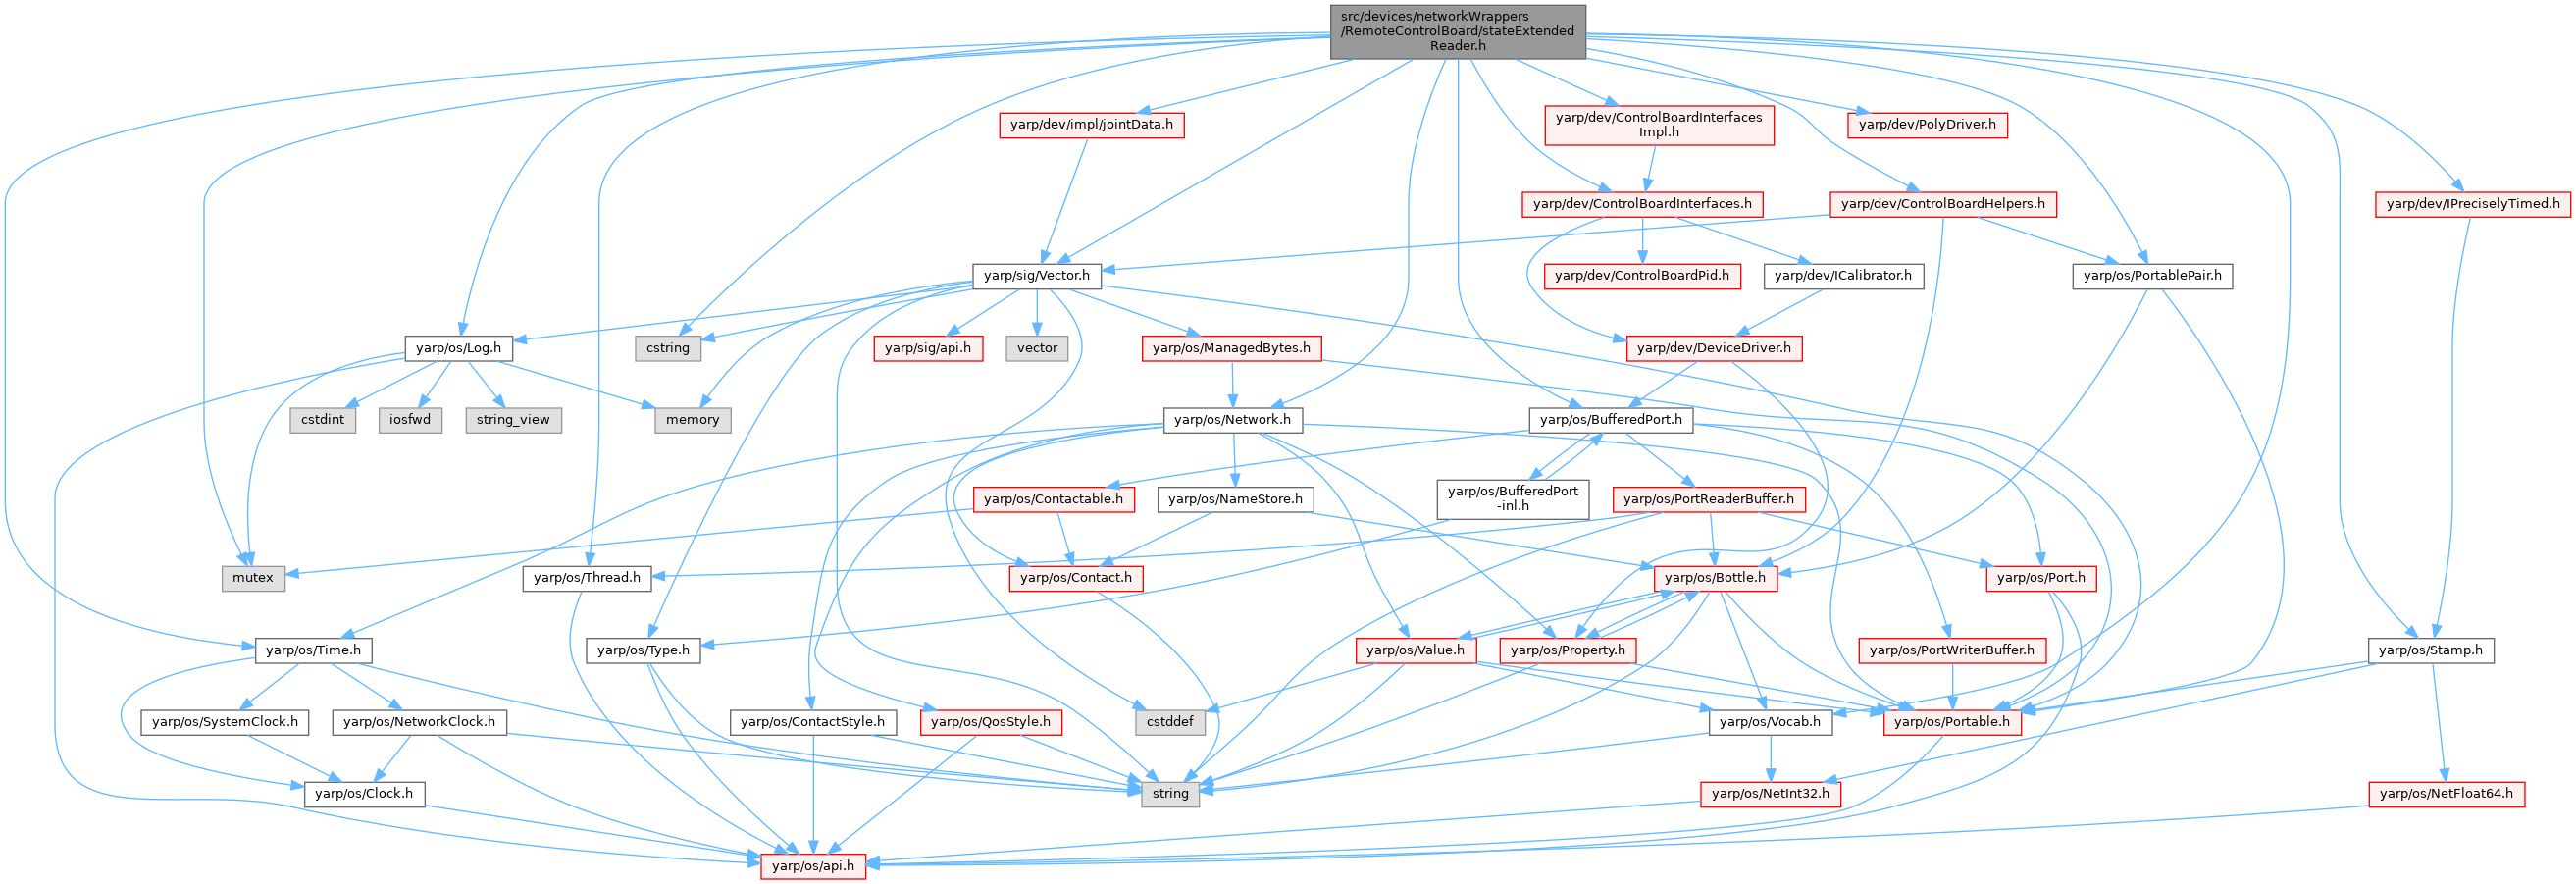 src/devices/networkWrappers
/RemoteControlBoard/stateExtended
Reader.h
yarp/dev/impl/jointData.h
yarp/dev/ControlBoardInterfaces
Impl.h
yarp/dev/PolyDriver.h
yarp/dev/ControlBoardInterfaces.h
yarp/dev/ControlBoardHelpers.h
yarp/dev/IPreciselyTimed.h
yarp/sig/Vector.h
yarp/dev/ControlBoardPid.h
yarp/dev/ICalibrator.h
yarp/os/PortablePair.h
yarp/os/Log.h
cstring
yarp/sig/api.h
vector
yarp/os/ManagedBytes.h
yarp/dev/DeviceDriver.h
cstdint
iosfwd
string_view
memory
yarp/os/Network.h
yarp/os/BufferedPort.h
yarp/os/Contactable.h
yarp/os/NameStore.h
yarp/os/BufferedPort
-inl.h
yarp/os/PortReaderBuffer.h
mutex
yarp/os/Thread.h
yarp/os/Contact.h
yarp/os/Bottle.h
yarp/os/Port.h
yarp/os/Time.h
yarp/os/Type.h
yarp/os/Value.h
yarp/os/Property.h
yarp/os/PortWriterBuffer.h
yarp/os/Stamp.h
yarp/os/SystemClock.h
yarp/os/NetworkClock.h
yarp/os/ContactStyle.h
yarp/os/QosStyle.h
cstddef
yarp/os/Vocab.h
yarp/os/Portable.h
yarp/os/Clock.h
string
yarp/os/NetInt32.h
yarp/os/NetFloat64.h
yarp/os/api.h